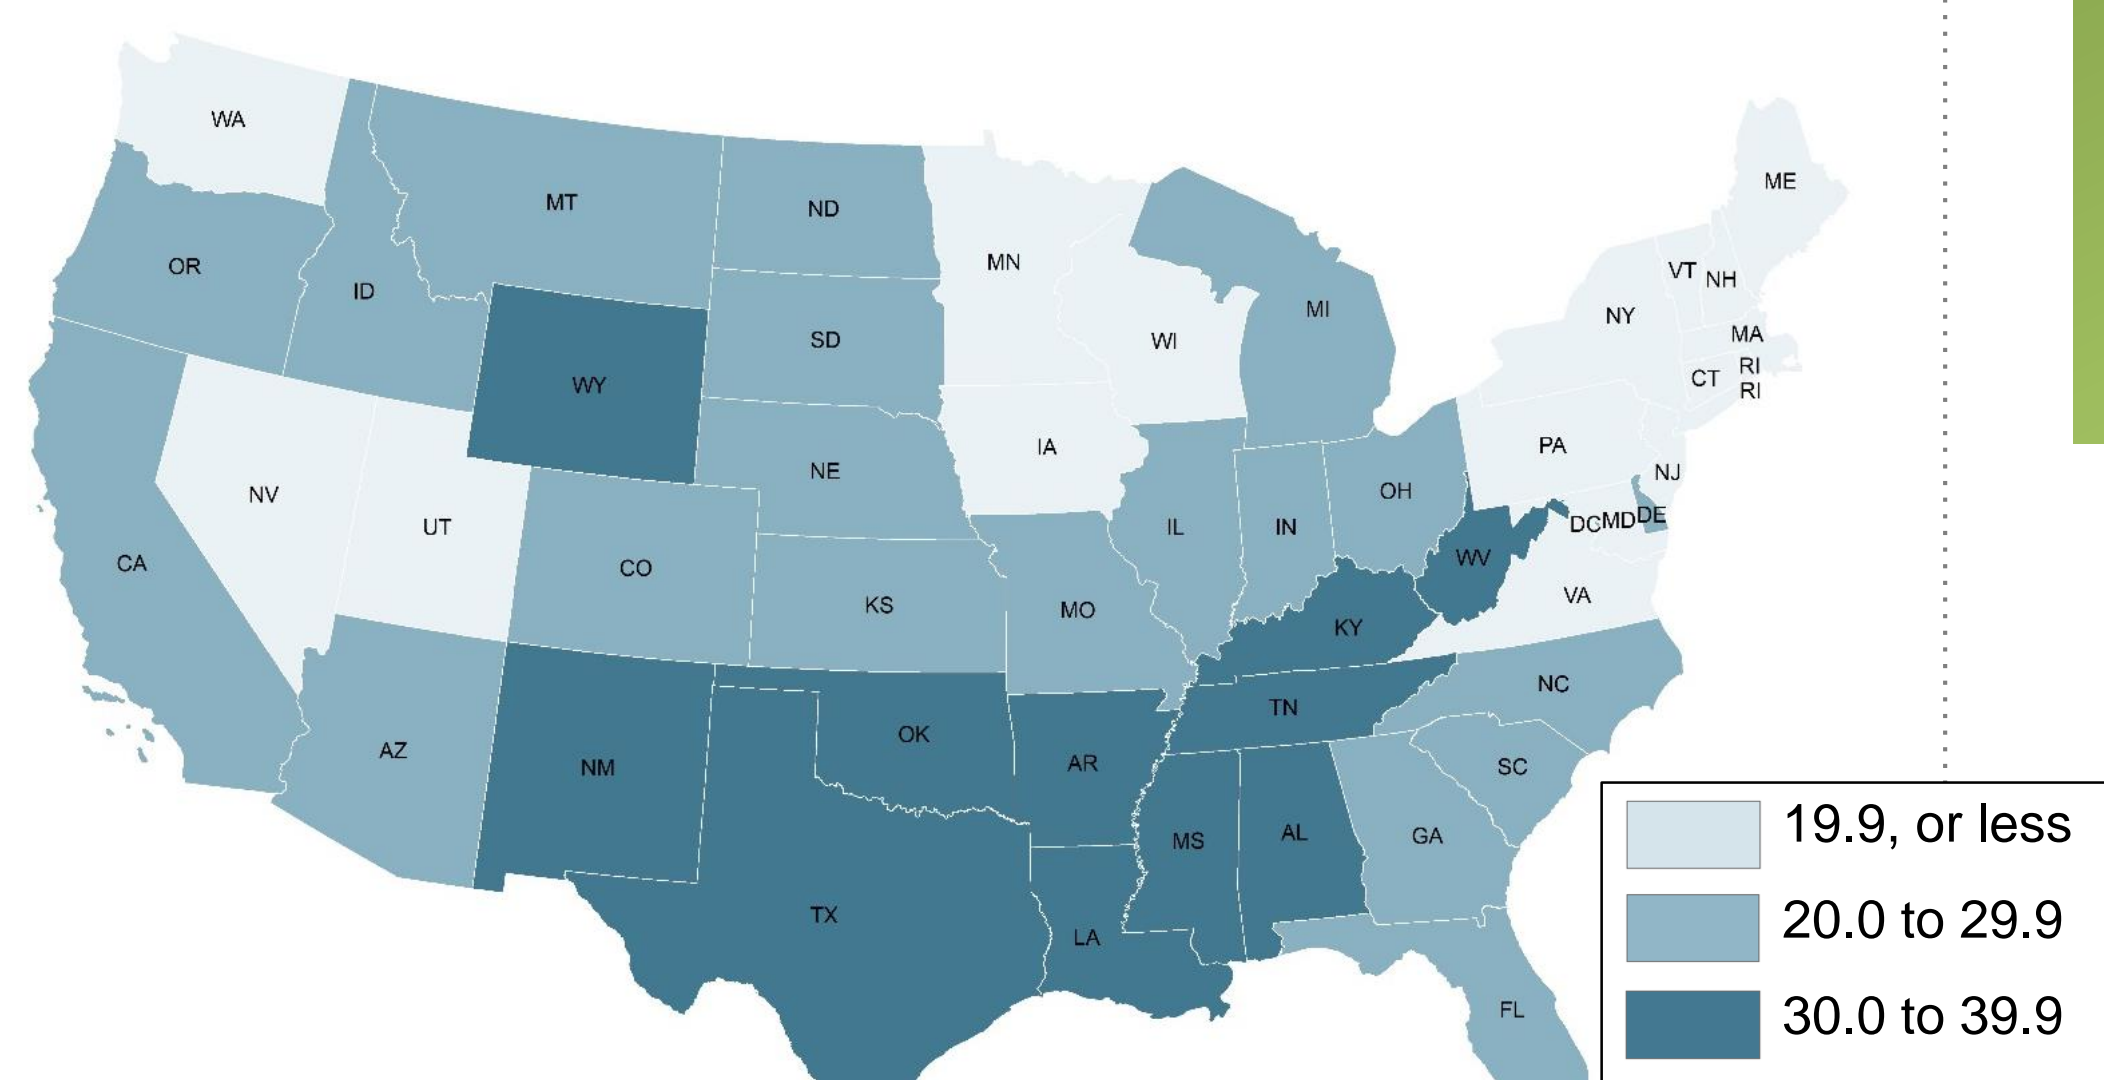 WA
ME
MT
ND
OR
MN
VT
NH
ID
MI
NY
SD
WI
MA
RI
WY
CT
RI
IA
PA
NE
NJ
NV
OH
UT
IL
IN
DC
MD
DE
CA
CO
WV
KS
MO
VA
KY
NC
TN
OK
AZ
NM
AR
SC
MS
AL
GA
TX
LA
FL
19.9, or less
20.0 to 29.9
30.0 to 39.9